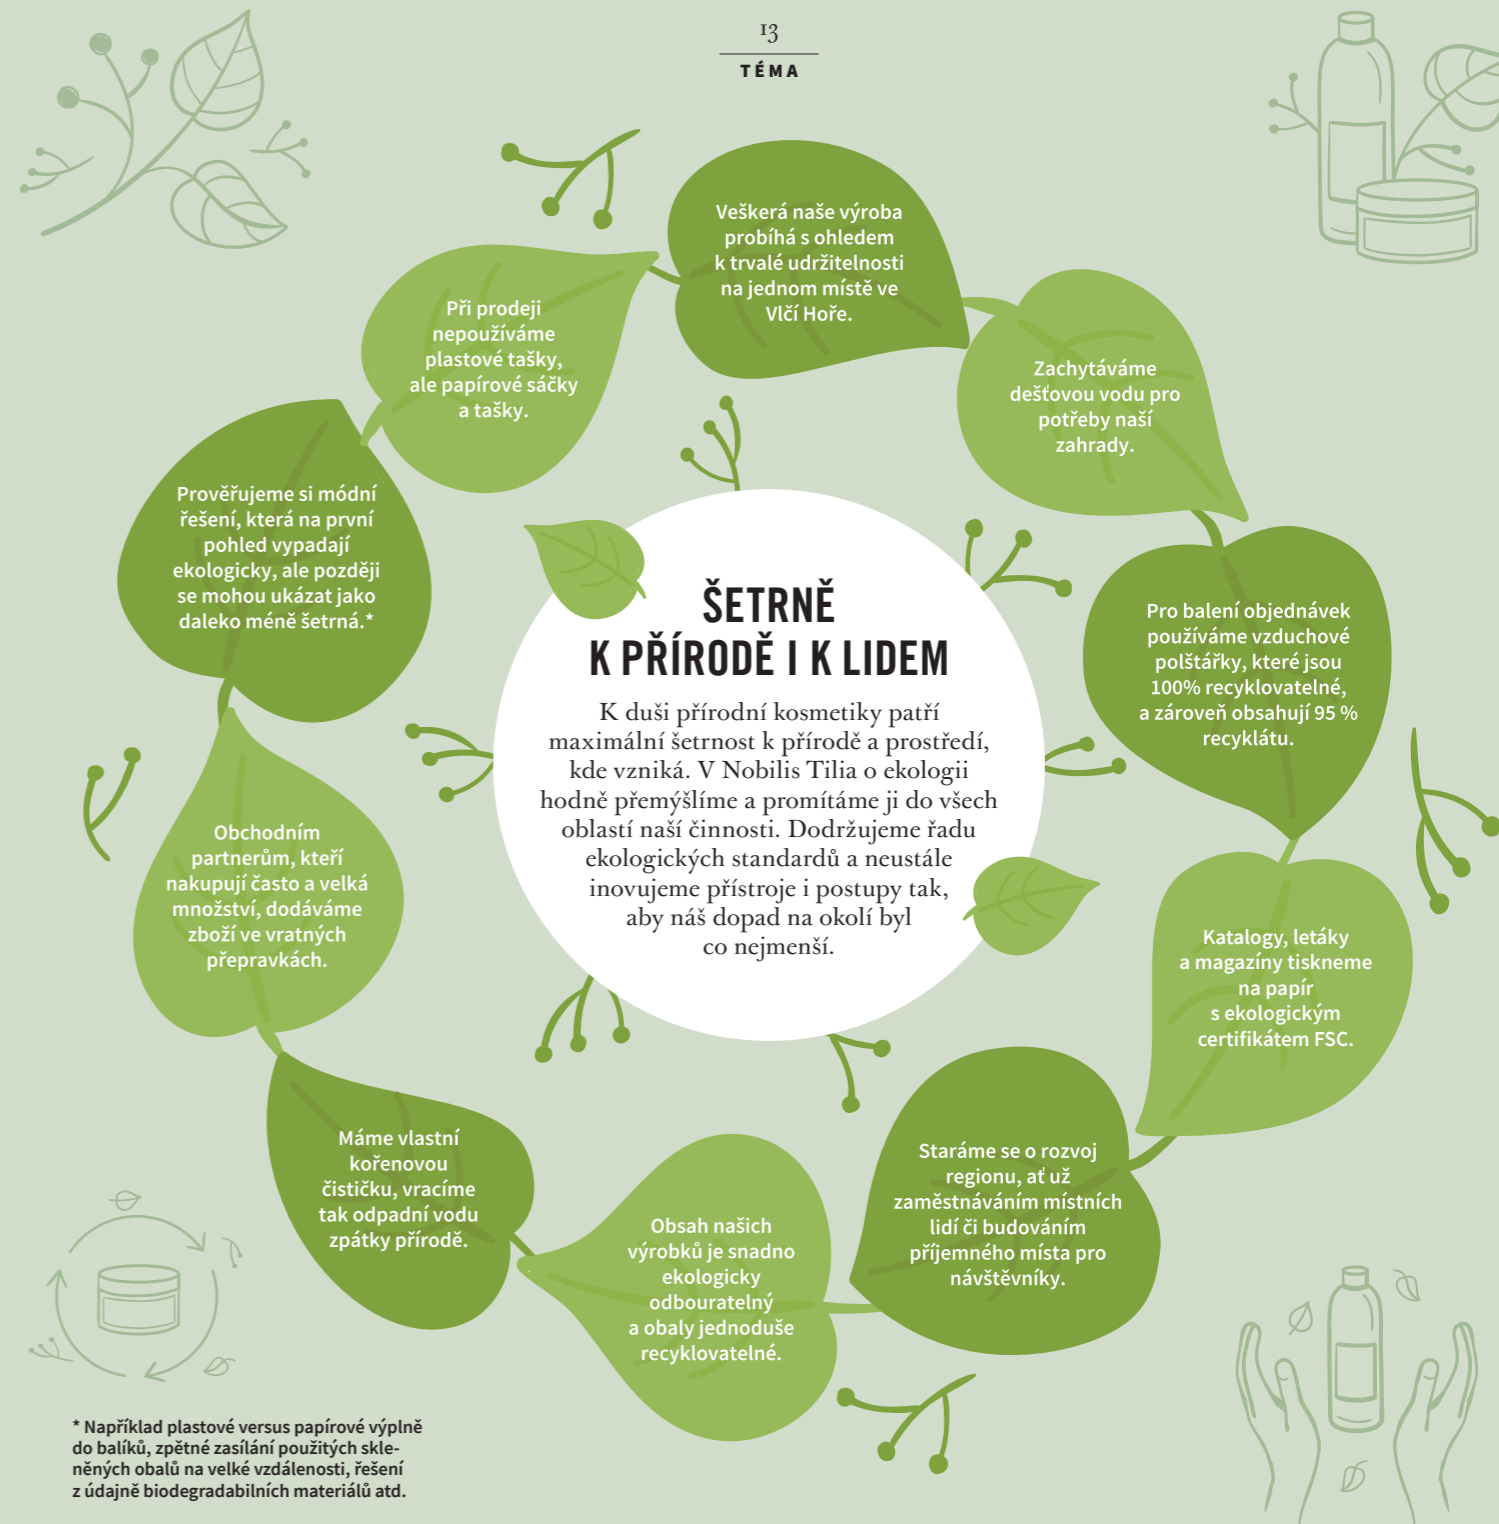 13
TÉMA
Veškerá naše výroba
probíhá s ohledem
k trvalé udržitelnosti
na jednom místě ve
Vlčí Hoře.
Zachytáváme
dešťovou vodu pro
potřeby naší
zahrady.
Pro balení objednávek
používáme vzduchové
polštářky, které jsou
100% recyklovatelné,
a zároveň obsahují 95 %
recyklátu.
Katalogy, letáky
a magazíny tiskneme
na papír
s ekologickým
certifikátem FSC.
Staráme se o rozvoj
regionu, ať už
zaměstnáváním místních
lidí či budováním
příjemného místa pro
návštěvníky.
Obsah našich
výrobků je snadno
ekologicky
odbouratelný
a obaly jednoduše
recyklovatelné.
Máme vlastní
kořenovou
čističku, vracíme
tak odpadní vodu
zpátky přírodě.
Obchodním
partnerům, kteří
nakupují často a velká
množství, dodáváme
zboží ve vratných
přepravkách.
Prověřujeme si módní
řešení, která na první
pohled vypadají
ekologicky, ale později
se mohou ukázat jako
daleko méně šetrná.*
Při prodeji
nepoužíváme
plastové tašky,
ale papírové sáčky
a tašky.
ŠETRNĚ
K PŘÍRODĚ I K LIDEM
K duši přírodní kosmetiky patří
maximální šetrnost k přírodě a prostředí,
kde vzniká. V Nobilis Tilia o ekologii
hodně přemýšlíme a promítáme ji do všech
oblastí naší činnosti. Dodržujeme řadu
ekologických standardů a neustále
inovujeme přístroje i postupy tak,
aby náš dopad na okolí byl
co nejmenší.
* Například plastové versus papírové výplně
do balíků, zpětné zasílání použitých skle-
něných obalů na velké vzdálenosti, řešení
z údajně biodegradabilních materiálů atd.